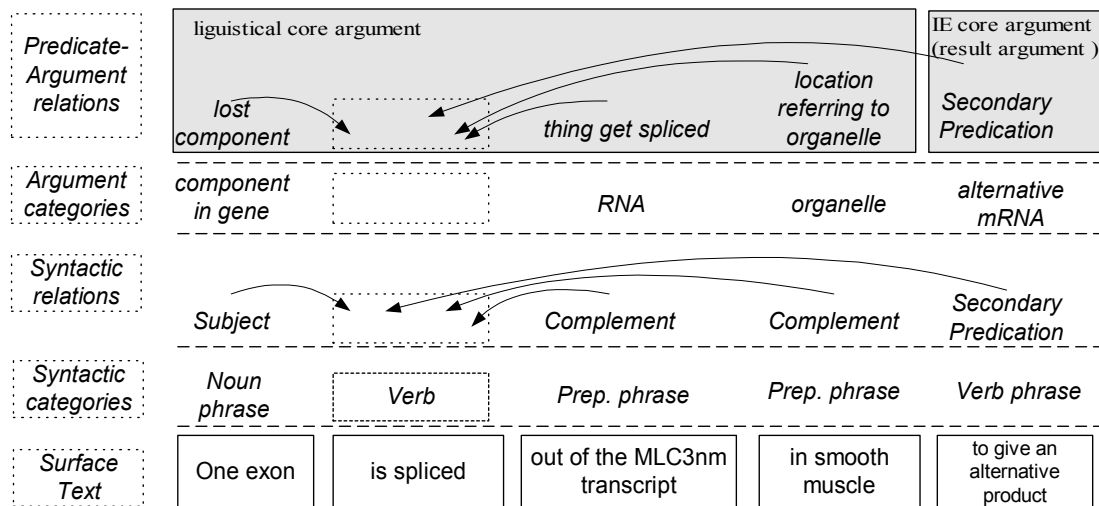 liguistical core argument
IE core argument
(result argument )
Predicate-
Argument
relations
lost
component
thing get spliced
location
referring to
organelle
Secondary
Predication
Argument
categories
component
in gene
RNA
organelle
alternative
mRNA
Syntactic
relations
Subject
Complement
Complement
Secondary
Predication
Syntactic
categories
Noun
phrase
Verb
Prep. phrase
Prep. phrase
Verb phrase
Surface
Text
One exon
is spliced
out of the MLC3nm
transcript
in smooth
muscle
to give an
alternative
product